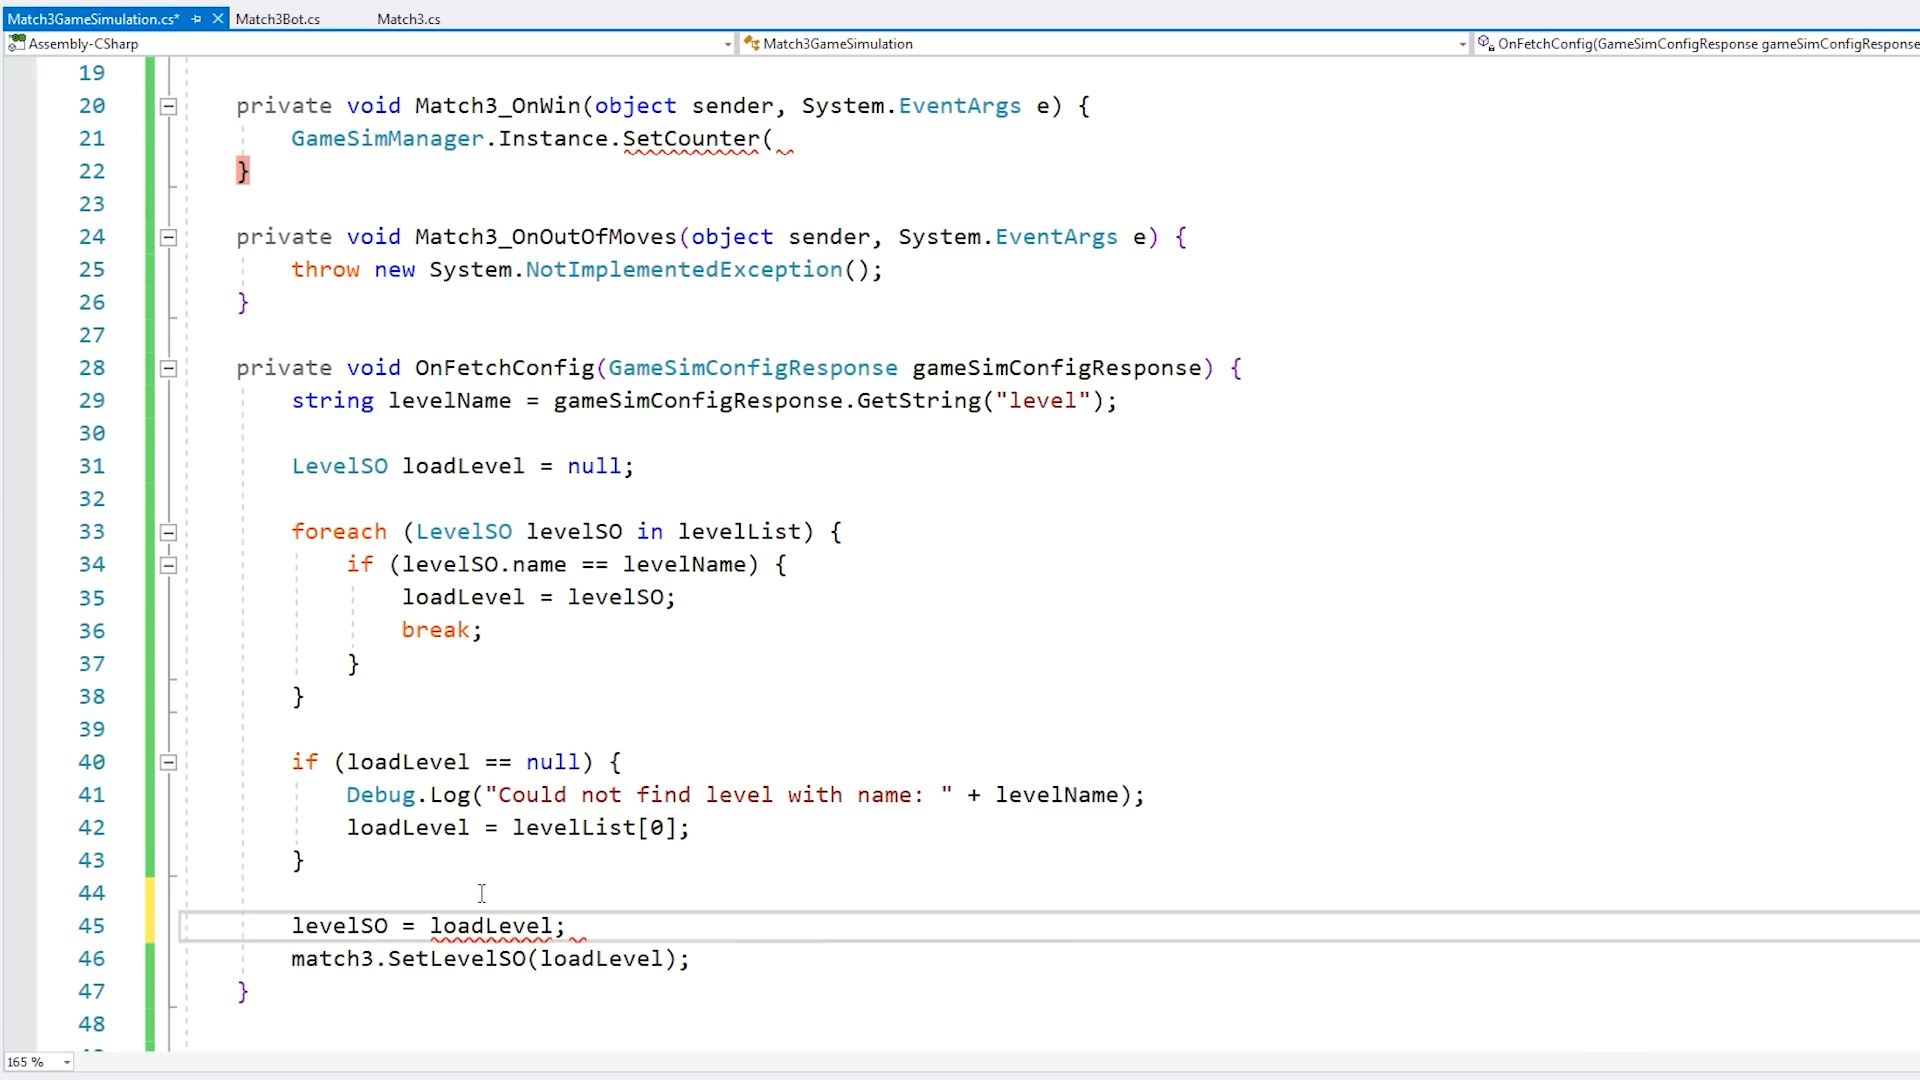 Match3GameSimulation.cs* Match3Bot.cs Match3.cs
Assembly-CSharp Match3GameSimulation OnFetchConfig(GameSimConfigResponse gameSimConfigResponse
19
20 private void Match3_OnWin(object sender, System.EventArgs e) {
21 GameSimManager.Instance.SetCounter(
22 }
23
24 private void Match3_OnOutOfMoves(object sender, System.EventArgs e) {
25 throw new System.NotImplementedException();
26 }
27
28 private void OnFetchConfig(GameSimConfigResponse gameSimConfigResponse) {
29 string levelName = gameSimConfigResponse.GetString("level");
30
31 LevelSO loadLevel = null;
32
33 foreach (LevelSO levelSO in levelList) {
34 if (levelSO.name == levelName) {
35 loadLevel = levelSO;
36 break;
37 }
38 }
39
40 if (loadLevel == null) {
41 Debug.Log("Could not find level with name: " + levelName);
42 loadLevel = levelList[0];
43 }
44
45 levelSO = loadLevel;
46 match3.SetLevelSO(loadLevel);
47 }
48
165 %